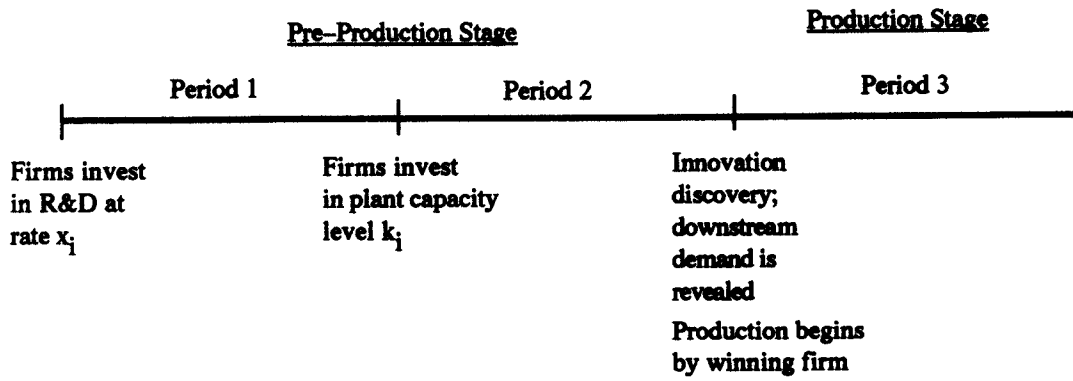 Pre–Production Stage
Production Stage
Period 1
Period 2
Period 3
Firms invest
in R&D at
rate x_i
Firms invest
in plant capacity
level k_i
Innovation
discovery;
downstream
demand is
revealed
Production begins
by winning firm